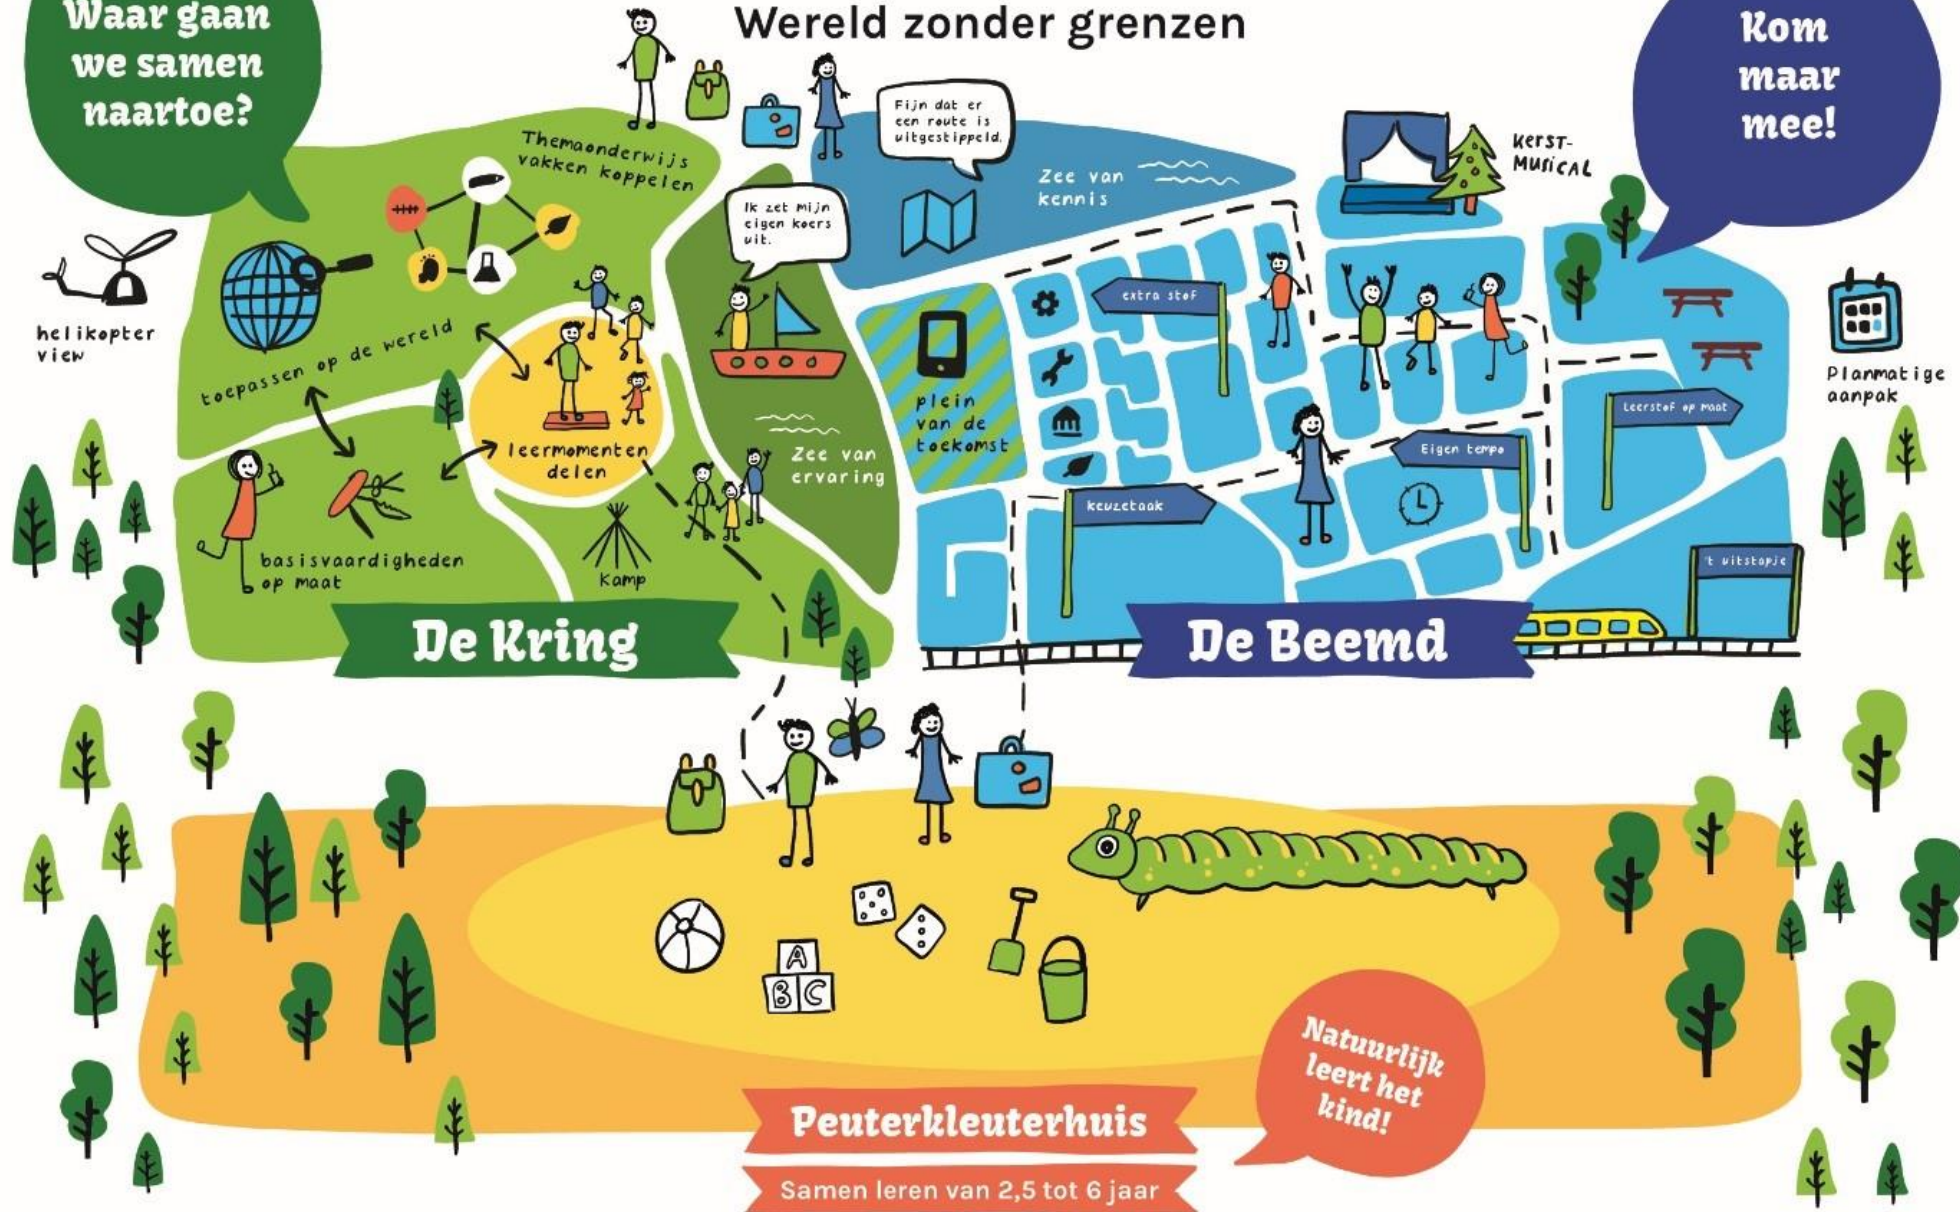 Wereld zonder grenzen
Waar gaan
we samen
naartoe?
Kom
maar
mee!
Themaonderwijs
vakken koppelen
Fijn dat er
een route is
uitgestippeld.
Zee van
kennis
KERST-
MUSICAL
Ik zet mijn
eigen koers
uit.
helikopter
view
toepassen op de wereld
extra stof
Planmatige
aanpak
plein
van de
toekomst
Leerstof op maat
leermomenten
delen
Zee van
ervaring
Eigen tempo
keuzetaak
basisvaardigheden
op maat
Kamp
't uitstapje
De Kring
De Beemd
A
B C
Natuurlijk
leert het
kind!
Peuterkleuterhuis
Samen leren van 2,5 tot 6 jaar